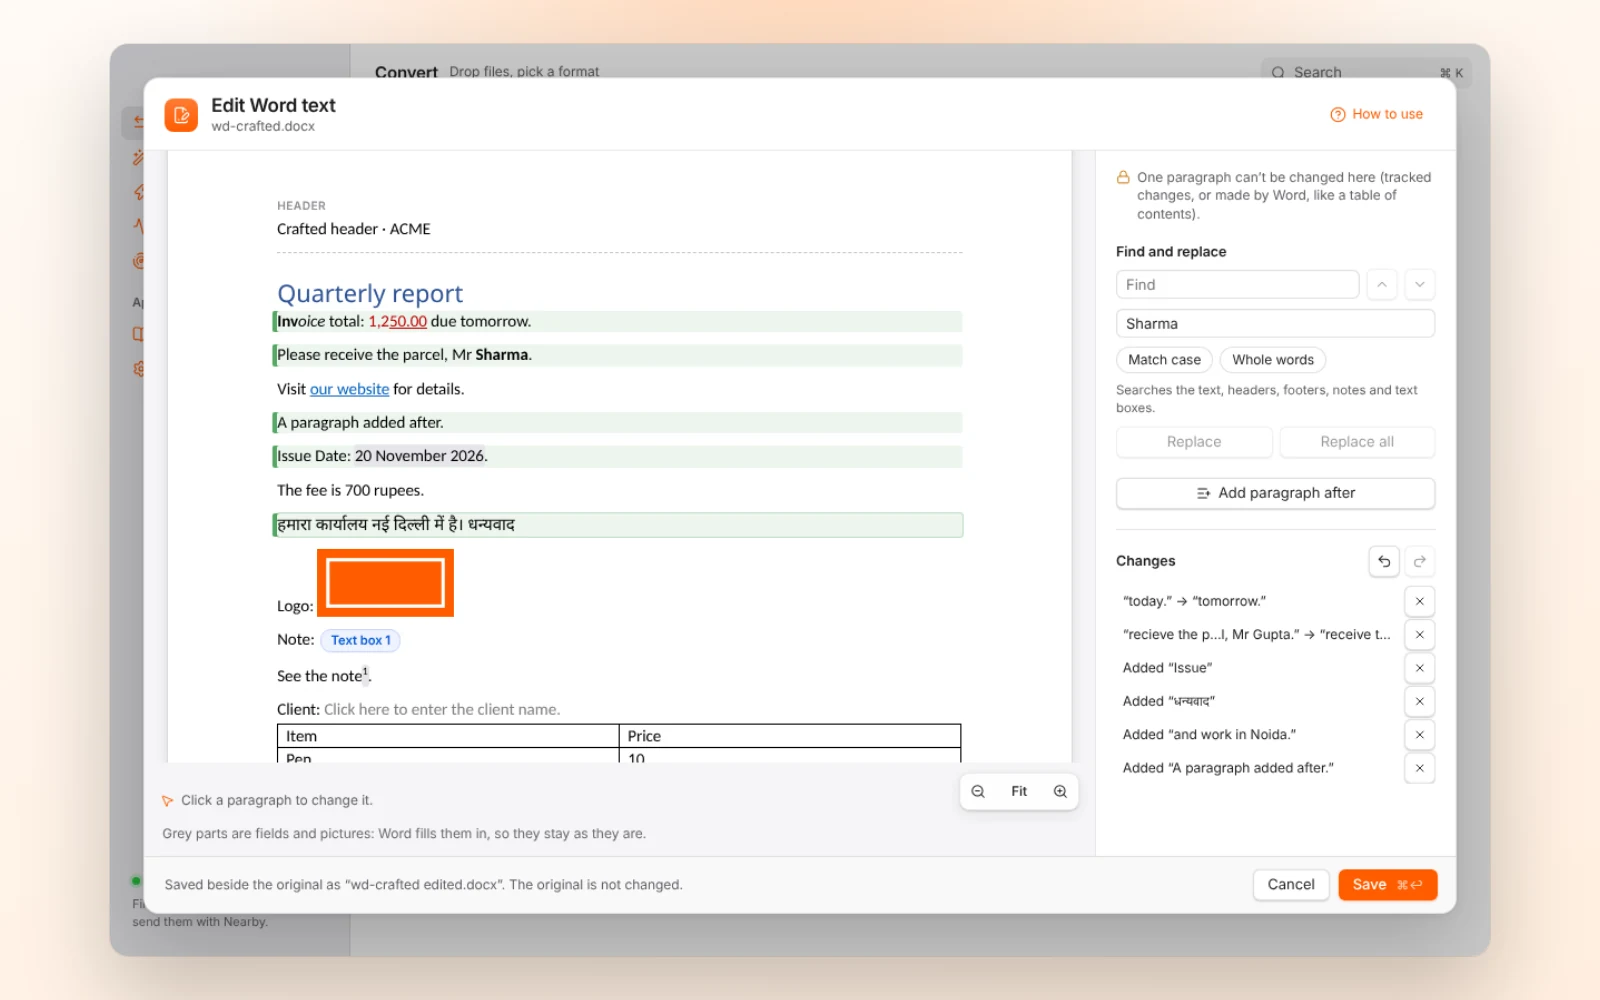 Convert Drop files, pick a format
Search ⌘ K
Edit Word text
wd-crafted.docx
How to use
HEADER
Crafted header · ACME
Quarterly report
Invoice total: 1,250.00 due tomorrow.
Please receive the parcel, Mr Sharma.
Visit our website for details.
A paragraph added after.
Issue Date: 20 November 2026.
The fee is 700 rupees.
हमारा कार्यालय नई दिल्ली में है। धन्यवाद
Logo:
Note: Text box 1
See the note1.
Client: Click here to enter the client name.
Item Price
Pen 10
Click a paragraph to change it.
Fit
Grey parts are fields and pictures: Word fills them in, so they stay as they are.
One paragraph can't be changed here (tracked
changes, or made by Word, like a table of
contents).
Find and replace
Find
Sharma
Match case Whole words
Searches the text, headers, footers, notes and text
boxes.
Replace Replace all
Add paragraph after
Changes
“today.” → “tomorrow.”
“recieve the p...l, Mr Gupta.” → “receive t...
Added “Issue”
Added “धन्यवाद”
Added “and work in Noida.”
Added “A paragraph added after.”
Saved beside the original as “wd-crafted edited.docx”. The original is not changed.
Cancel Save ⌘↩
send them with Nearby.